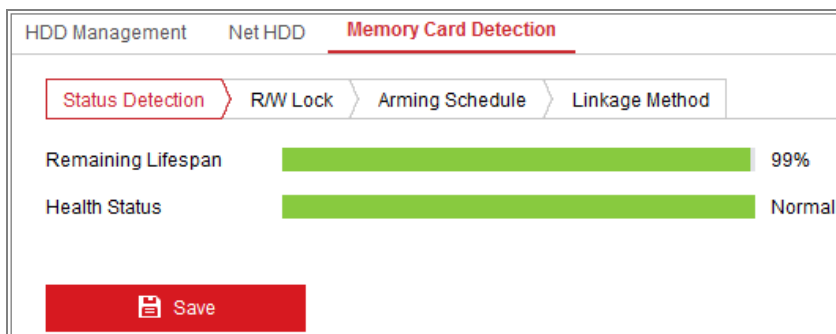 HDD Management Net HDD Memory Card Detection
Status Detection R/W Lock Arming Schedule Linkage Method
Remaining Lifespan 99%
Health Status Normal
Save